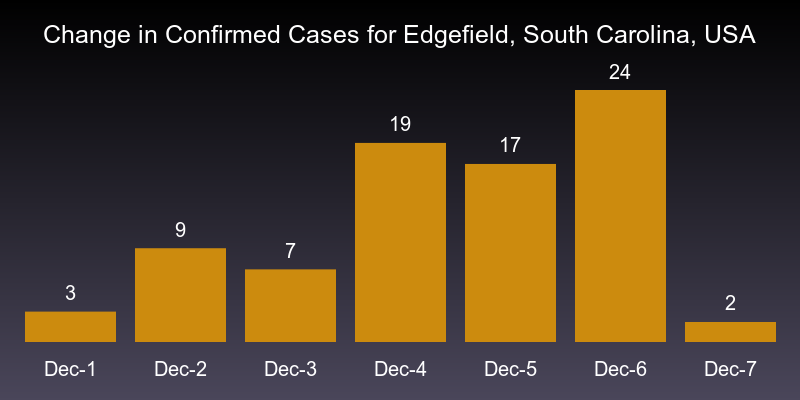 Change in Confirmed Cases for Edgefield, South Carolina, USA
3 9 7 19 17 24 2
Dec-1 Dec-2 Dec-3 Dec-4 Dec-5 Dec-6 Dec-7